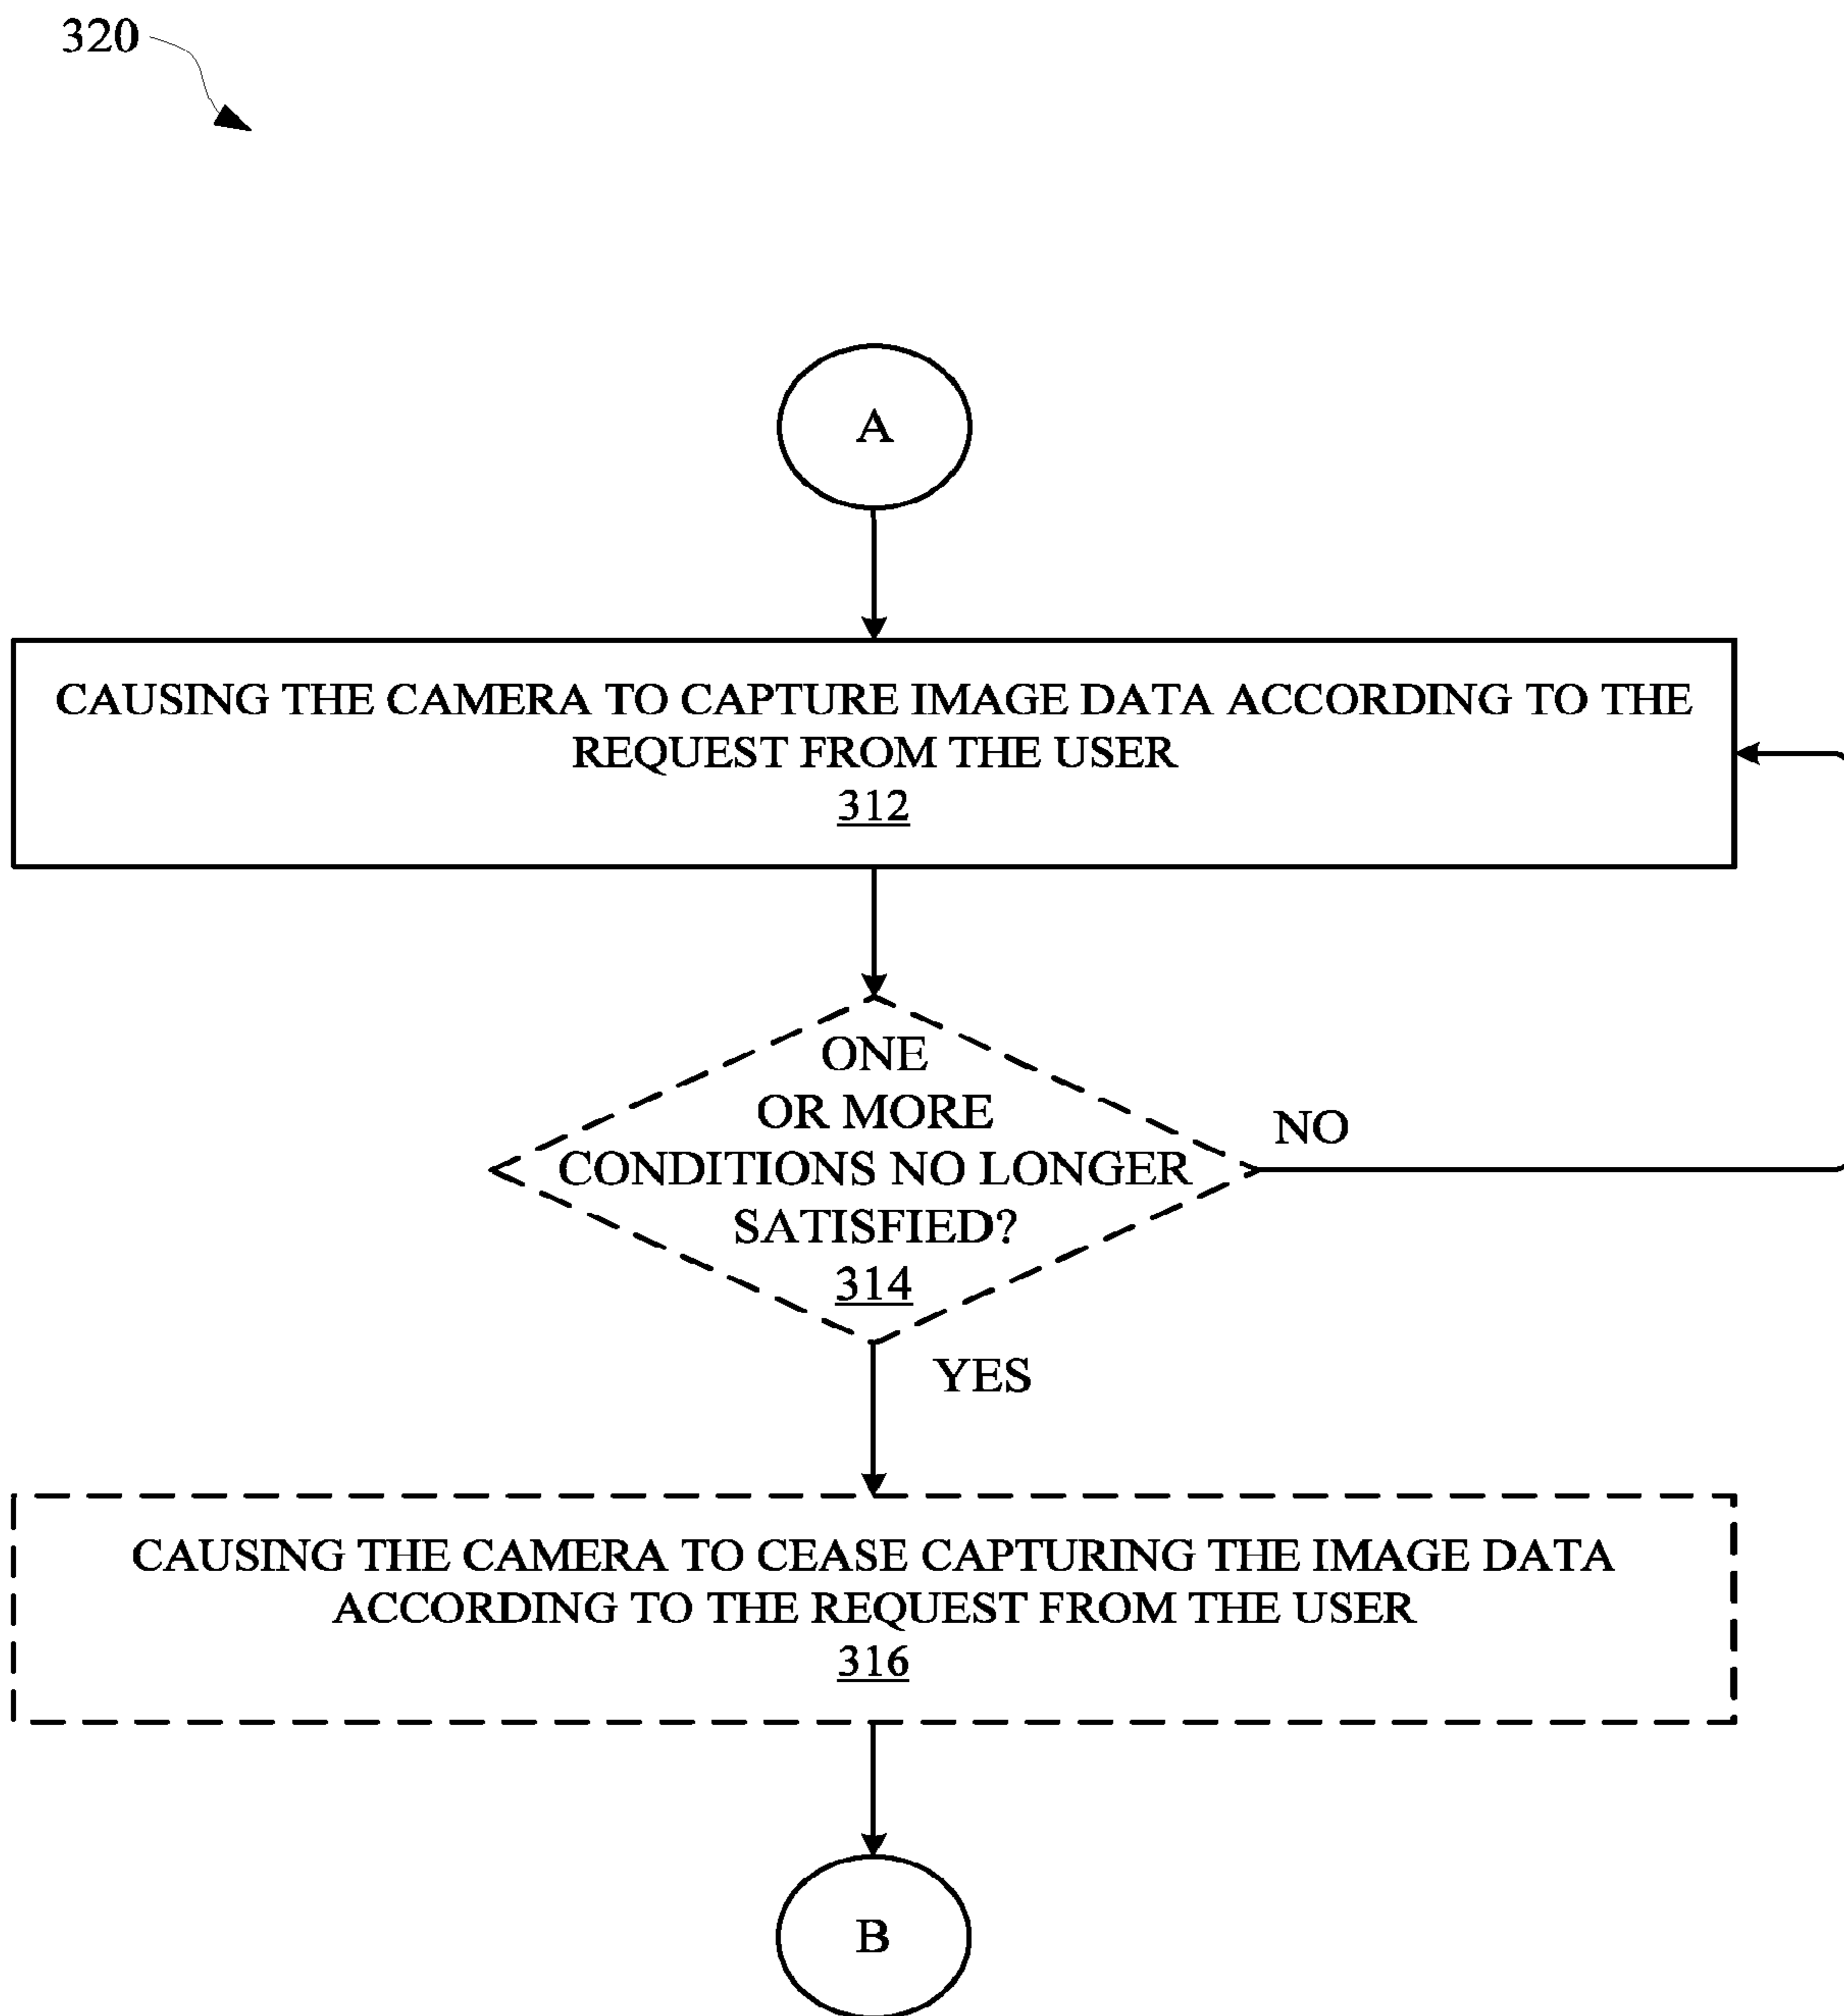 320
A
CAUSING THE CAMERA TO CAPTURE IMAGE DATA ACCORDING TO THE
REQUEST FROM THE USER
312
ONE
OR MORE
CONDITIONS NO LONGER
SATISFIED?
314
NO
YES
CAUSING THE CAMERA TO CEASE CAPTURING THE IMAGE DATA
ACCORDING TO THE REQUEST FROM THE USER
316
B